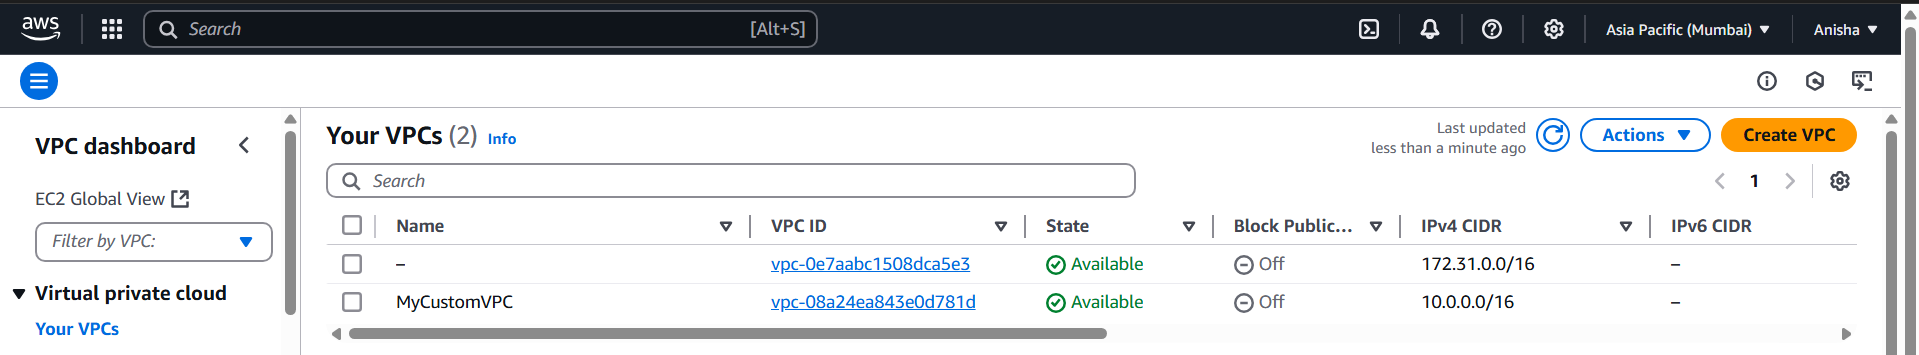 aws Search [Alt+S] Asia Pacific (Mumbai) Anisha
VPC dashboard
EC2 Global View
Filter by VPC:
Virtual private cloud
Your VPCs
Your VPCs (2) Info
Last updated
less than a minute ago
Actions
Create VPC
Search
1
Name VPC ID State Block Public... IPv4 CIDR IPv6 CIDR
– vpc-0e7aabc1508dca5e3 Available Off 172.31.0.0/16 –
MyCustomVPC vpc-08a24ea843e0d781d Available Off 10.0.0.0/16 –